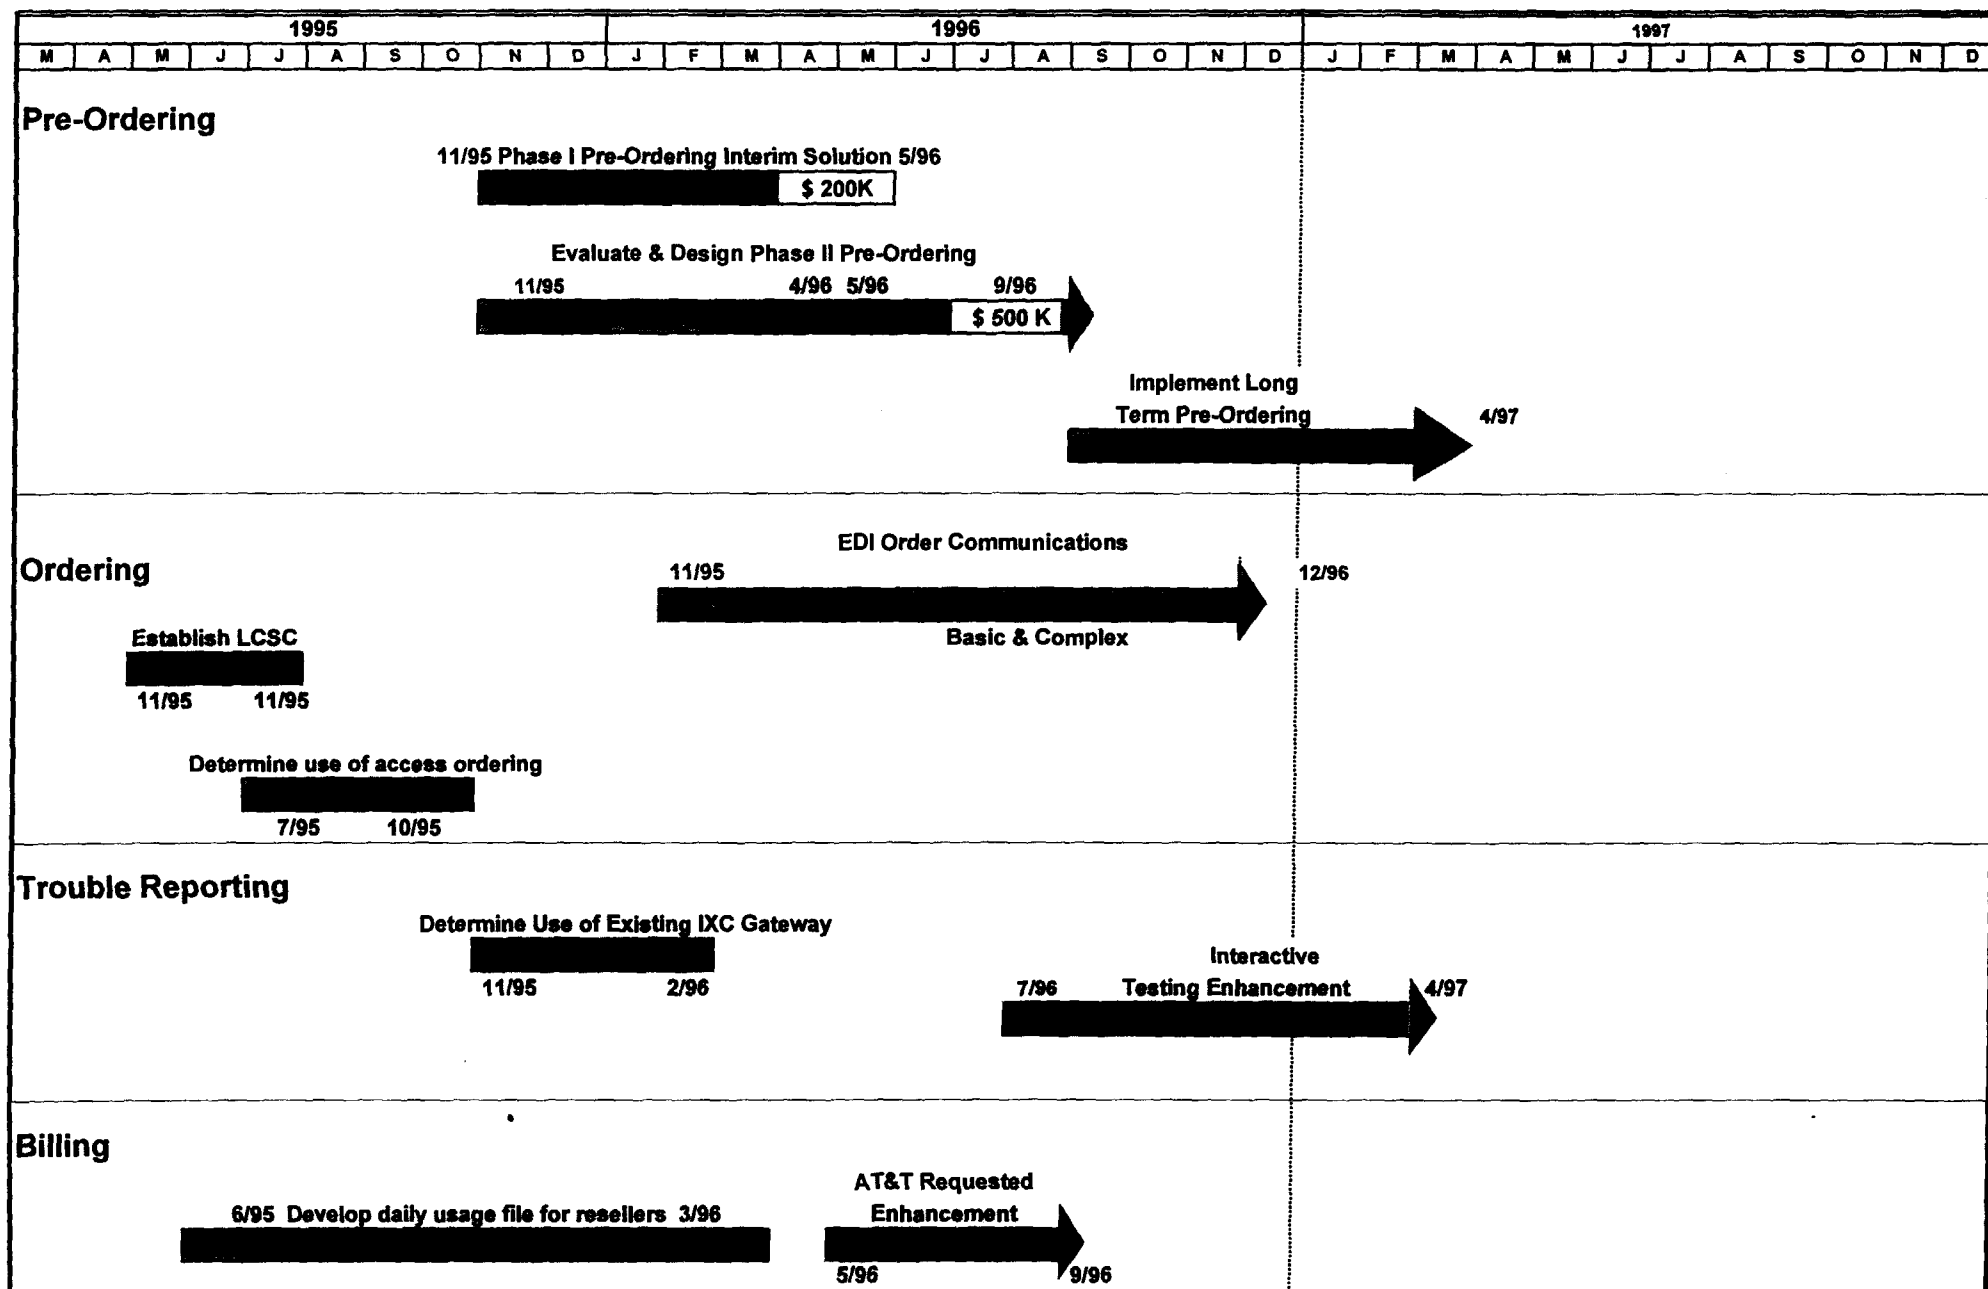 1995 1996 1997
M A M J J A S O N D J F M A M J J A S O N D J F M A M J J A S O N D
Pre-Ordering
11/95 Phase I Pre-Ordering Interim Solution 5/96
$ 200K
Evaluate & Design Phase II Pre-Ordering
11/95 4/96 5/96 9/96
$ 500 K
Implement Long
Term Pre-Ordering 4/97
EDI Order Communications
Ordering
11/95 12/96
Establish LCSC
Basic & Complex
11/95 11/95
Determine use of access ordering
7/95 10/95
Trouble Reporting
Determine Use of Existing IXC Gateway
11/95 2/96
Interactive
7/96 Testing Enhancement 4/97
Billing
AT&T Requested
6/95 Develop daily usage file for resellers 3/96
Enhancement
5/96 9/96